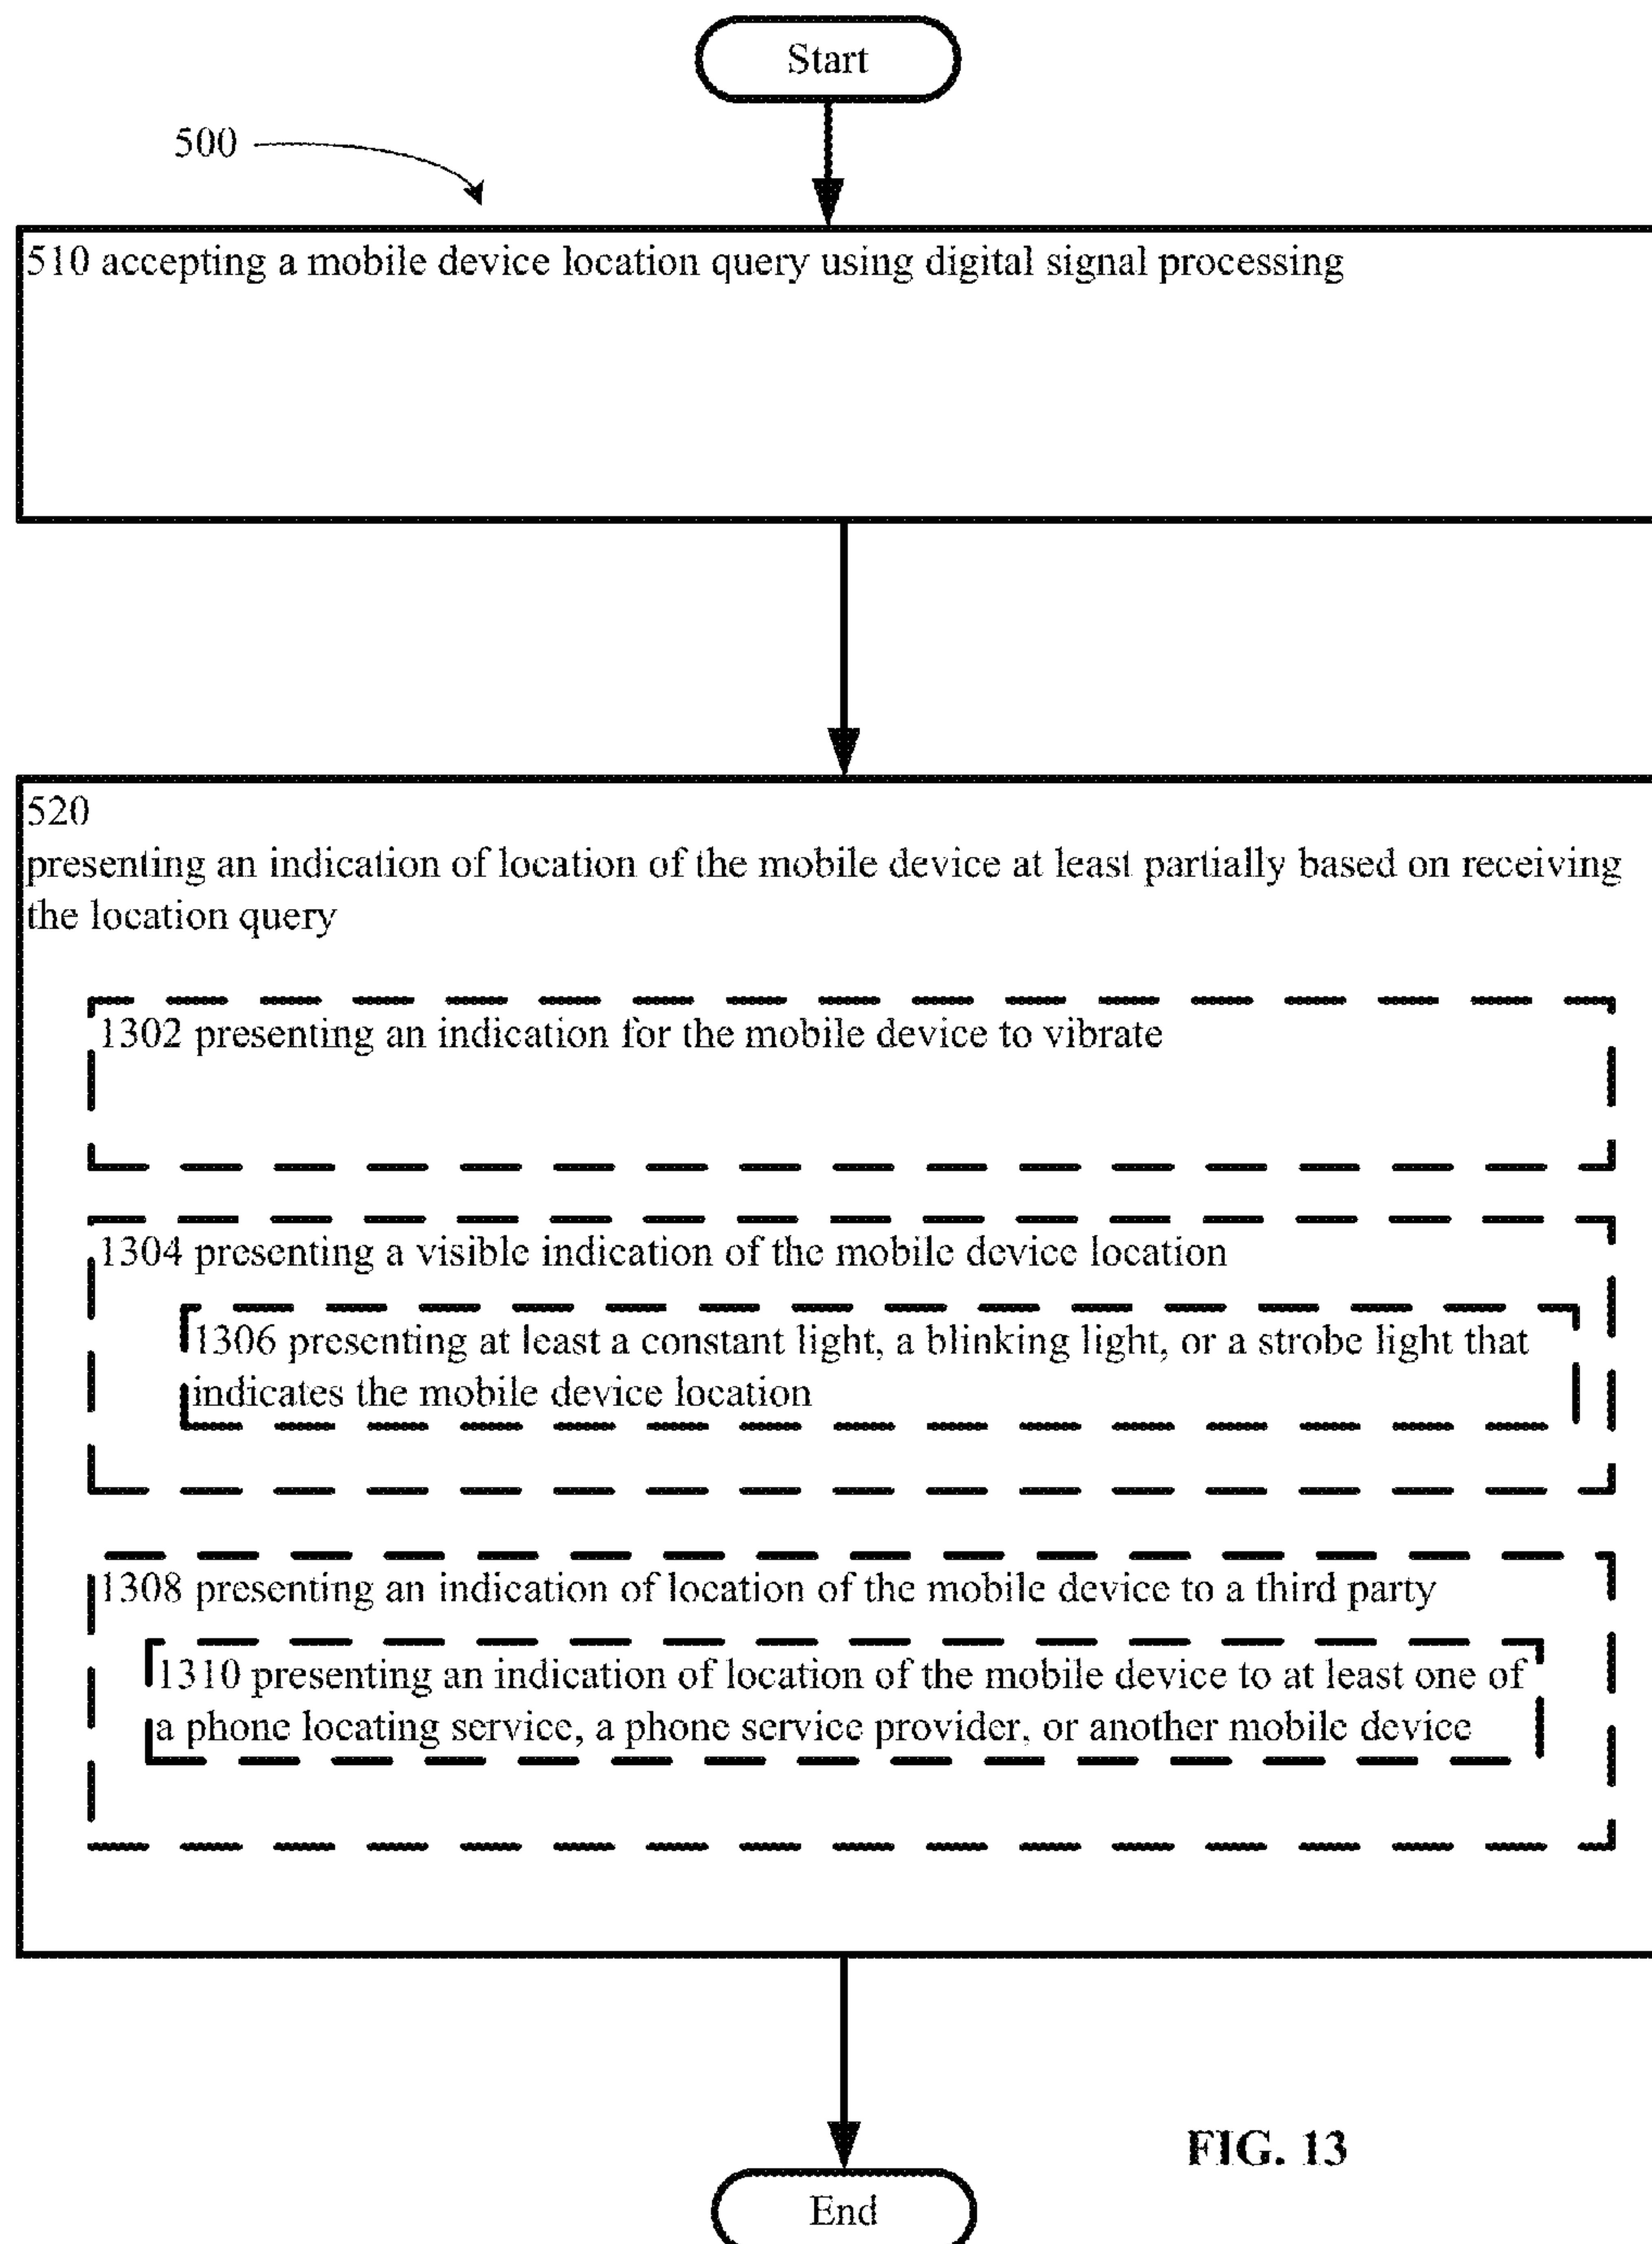 Start
500
510 accepting a mobile device location query using digital signal processing
520
presenting an indication of location of the mobile device at least partially based on receiving
the location query
1302 presenting an indication for the mobile device to vibrate
1304 presenting a visible indication of the mobile device location
1306 presenting at least a constant light, a blinking light, or a strobe light that
indicates the mobile device location
1308 presenting an indication of location of the mobile device to a third party
1310 presenting an indication of location of the mobile device to at least one of
a phone locating service, a phone service provider, or another mobile device
FIG. 13
End